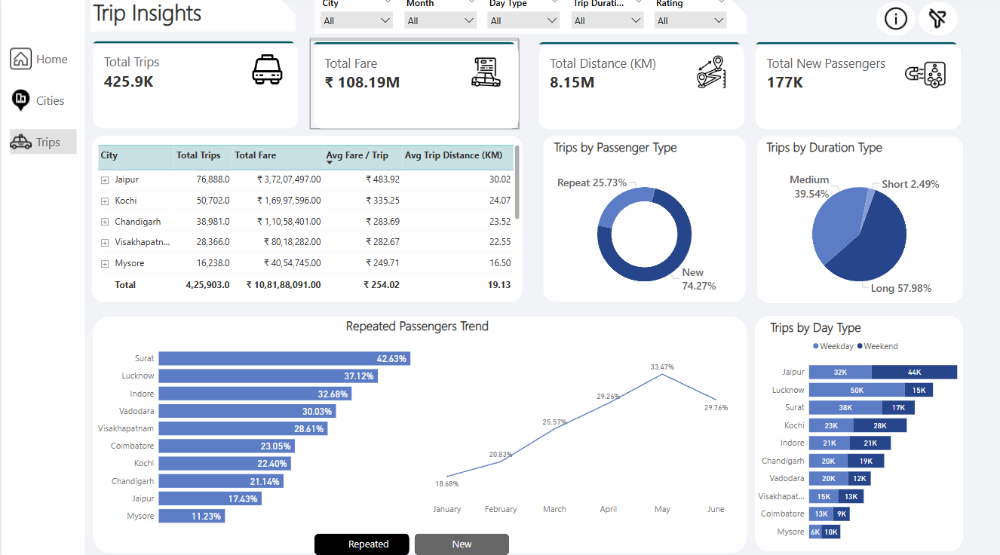 Trip Insights
City
Month
Day Type
Trip Durati...
Rating
All
All
All
All
All
Home
Cities
Trips
Total Trips
425.9K
Total Fare
₹ 108.19M
Total Distance (KM)
8.15M
Total New Passengers
177K
City Total Trips Total Fare Avg Fare / Trip Avg Trip Distance (KM)
Jaipur 76,888.0 ₹ 3,72,07,497.00 ₹ 483.92 30.02
Kochi 50,702.0 ₹ 1,69,97,596.00 ₹ 335.25 24.07
Chandigarh 38,981.0 ₹ 1,10,58,401.00 ₹ 283.69 23.52
Visakhapatn... 28,366.0 ₹ 80,18,282.00 ₹ 282.67 22.55
Mysore 16,238.0 ₹ 40,54,745.00 ₹ 249.71 16.50
Total 4,25,903.0 ₹ 10,81,88,091.00 ₹ 254.02 19.13
Trips by Passenger Type
Repeat 25.73%
New
74.27%
Trips by Duration Type
Medium
39.54%
Short 2.49%
Long 57.98%
Repeated Passengers Trend
Surat 42.63%
Lucknow 37.12%
Indore 32.68%
Vadodara 30.03%
Visakhapatnam 28.61%
Coimbatore 23.05%
Kochi 22.40%
Chandigarh 21.14%
Jaipur 17.43%
Mysore 11.23%
18.68%
20.83%
25.57%
29.26%
33.47%
29.76%
January February March April May June
Repeated
New
Trips by Day Type
Weekday Weekend
Jaipur 32K 44K
Lucknow 50K 15K
Surat 38K 17K
Kochi 23K 28K
Indore 21K 21K
Chandigarh 20K 19K
Vadodara 20K 12K
Visakhapat... 15K 13K
Coimbatore 13K 9K
Mysore 6K 10K